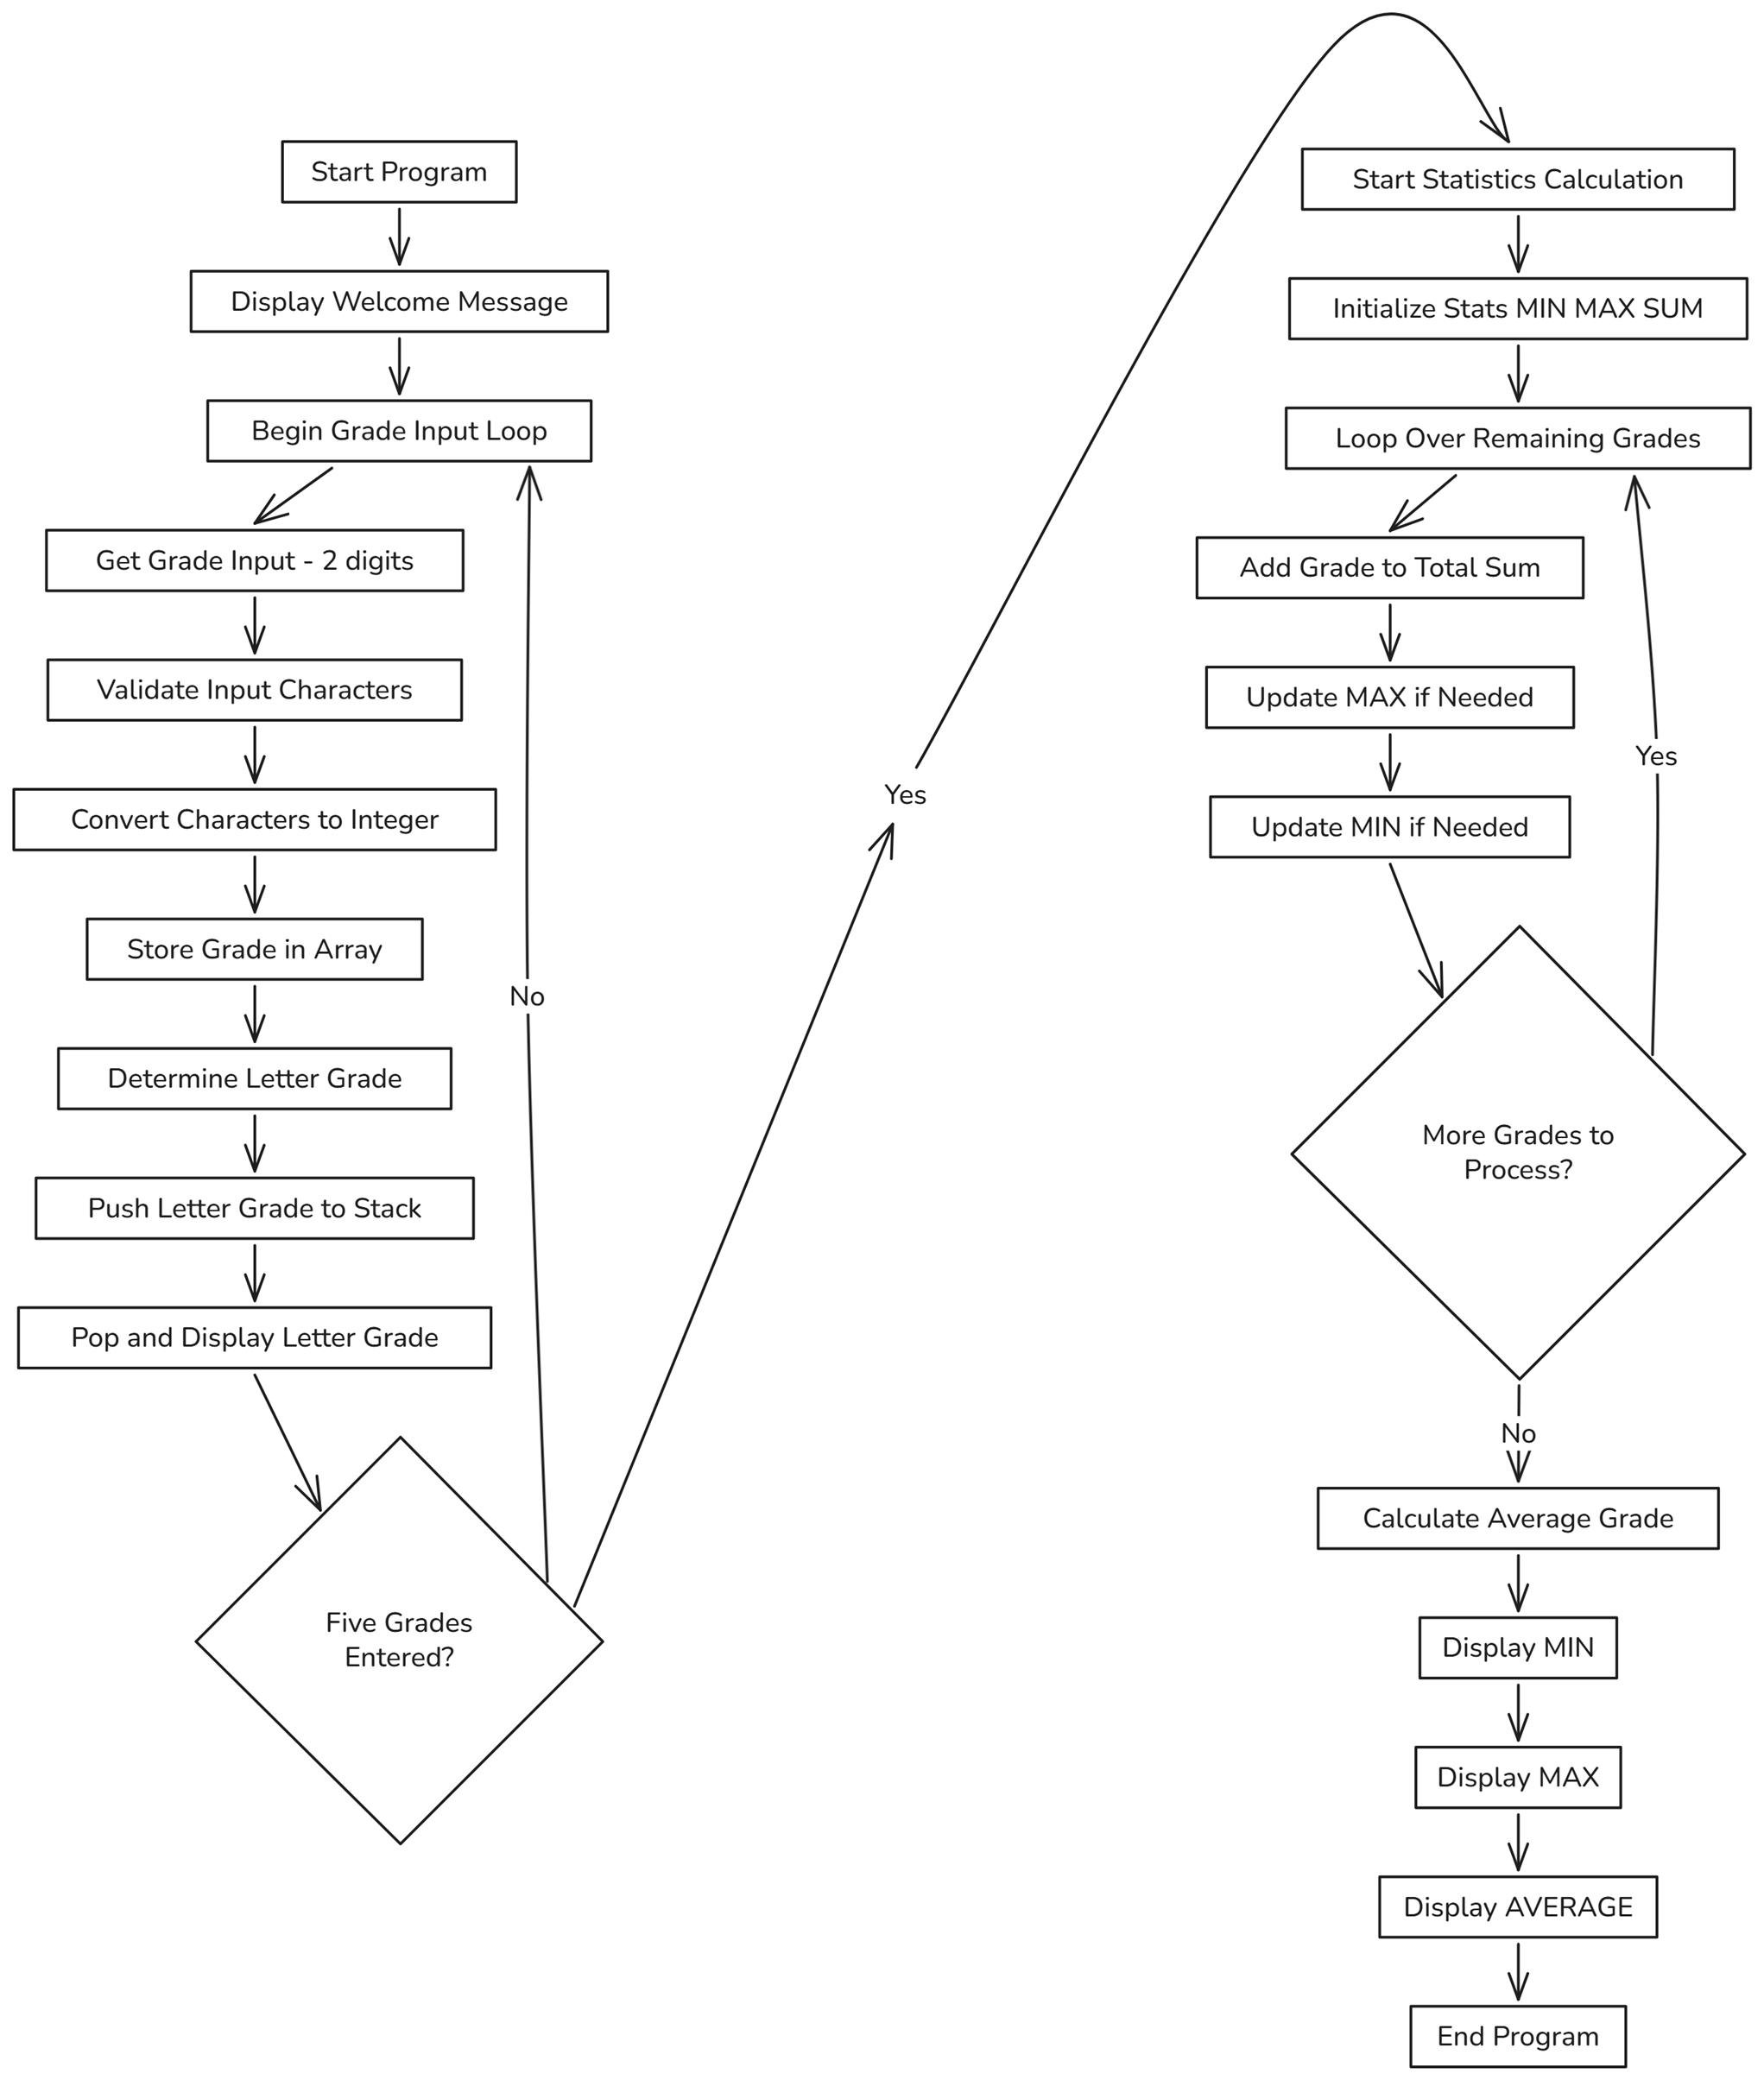 Start Program
Display Welcome Message
Begin Grade Input Loop
Get Grade Input - 2 digits
Validate Input Characters
Convert Characters to Integer
Store Grade in Array
No
Determine Letter Grade
Push Letter Grade to Stack
Pop and Display Letter Grade
Five Grades
Entered?
Yes
Start Statistics Calculation
Initialize Stats MIN MAX SUM
Loop Over Remaining Grades
Add Grade to Total Sum
Update MAX if Needed
Yes
Update MIN if Needed
More Grades to
Process?
No
Calculate Average Grade
Display MIN
Display MAX
Display AVERAGE
End Program